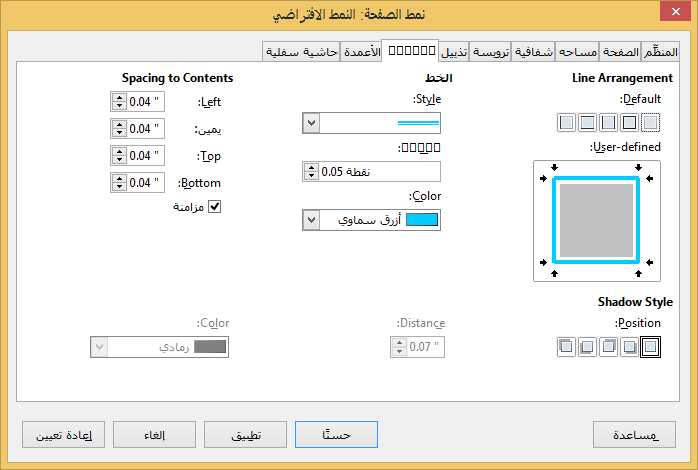 نمط الصفحة: النمط الافتراضي
المنظِّم
الصفحة
مساحه
شفافية
ترويسة
تذييل
الأعمدة
حاشية سفلية
Line Arrangement
Default:
User-defined:
Shadow Style
Position:
الخط
Style:
0.05 نقطة
Color:
أزرق سماوي
Distance:
0.07 "
Spacing to Contents
Left:
0.04 "
يمين:
0.04 "
Top:
0.04 "
Bottom:
0.04 "
مزامنة
Color:
رمادي
مساعدة
حسنًا
تطبيق
إلغاء
إعادة تعيين